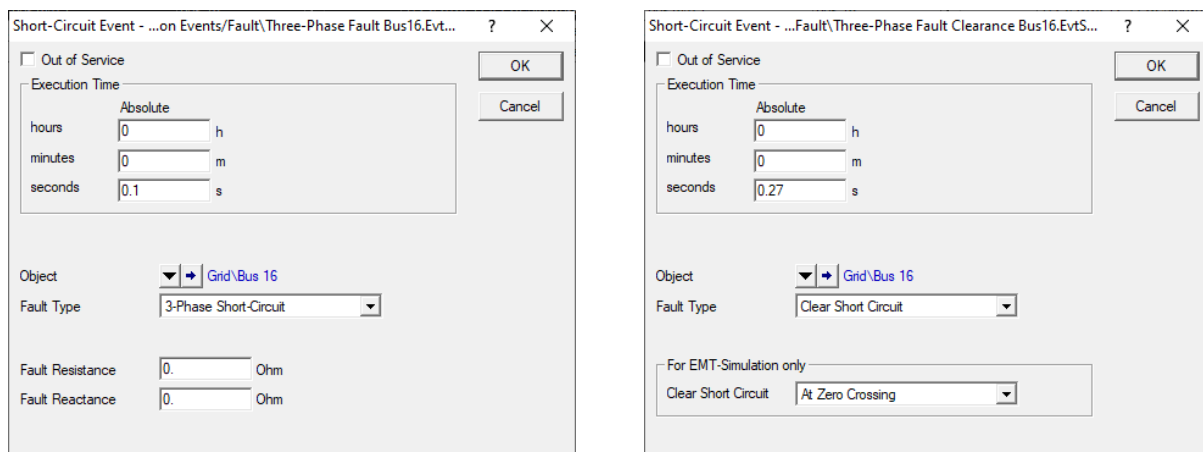 Short-Circuit Event - ...on Events/Fault\Three-Phase Fault Bus16.Evt... ? ×
Out of Service
OK
Execution Time
Cancel
Absolute
hours 0 h
minutes 0 m
seconds 0.1 s
Object Grid\Bus 16
Fault Type 3-Phase Short-Circuit
Fault Resistance 0. Ohm
Fault Reactance 0. Ohm
Short-Circuit Event - ...Fault\Three-Phase Fault Clearance Bus16.EvtS... ? ×
Out of Service
OK
Execution Time
Cancel
Absolute
hours 0 h
minutes 0 m
seconds 0.27 s
Object Grid\Bus 16
Fault Type Clear Short Circuit
For EMT-Simulation only
Clear Short Circuit At Zero Crossing